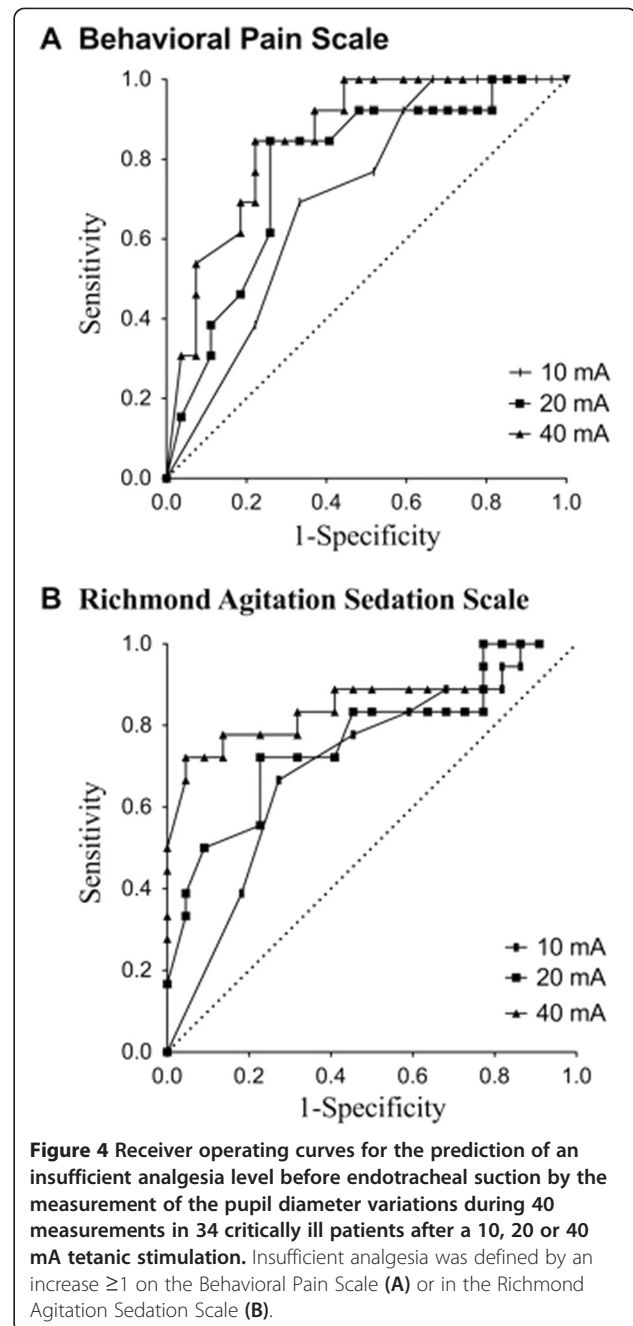 A Behavioral Pain Scale
1.0
0.8
0.6
0.4
0.2
0.0
Sensitivity
10 mA
20 mA
40 mA
0.0 0.2 0.4 0.6 0.8 1.0
1-Specificity
B Richmond Agitation Sedation Scale
1.0
0.8
0.6
0.4
0.2
0.0
Sensitivity
10 mA
20 mA
40 mA
0.0 0.2 0.4 0.6 0.8 1.0
1-Specificity
Figure 4 Receiver operating curves for the prediction of an
insufficient analgesia level before endotracheal suction by the
measurement of the pupil diameter variations during 40
measurements in 34 critically ill patients after a 10, 20 or 40
mA tetanic stimulation. Insufficient analgesia was defined by an
increase ≥1 on the Behavioral Pain Scale (A) or in the Richmond
Agitation Sedation Scale (B).